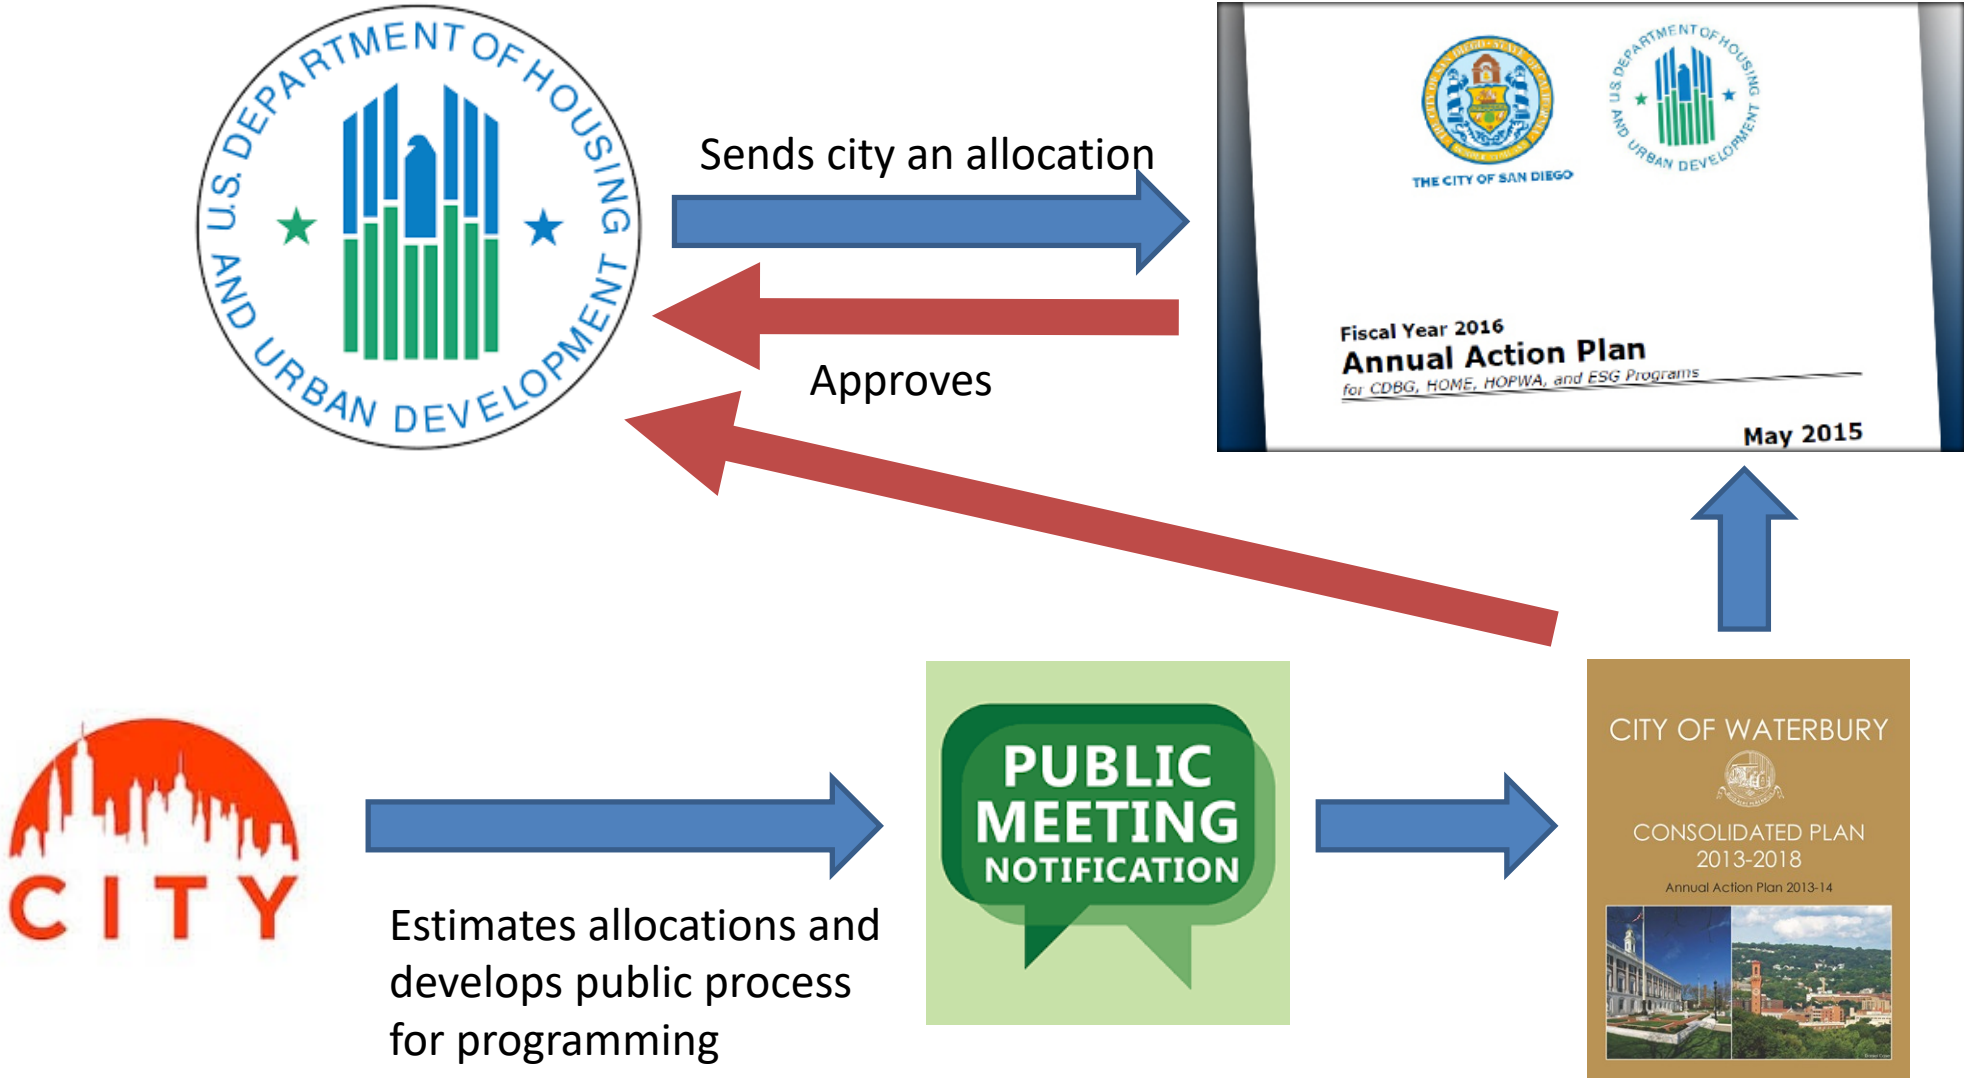 U.S. DEPARTMENT OF HOUSING
AND URBAN DEVELOPMENT
Sends city an allocation
Approves
THE CITY OF SAN DIEGO
U.S. DEPARTMENT OF HOUSING
AND URBAN DEVELOPMENT
Fiscal Year 2016
Annual Action Plan
for CDBG, HOME, HOPWA, and ESG Programs
May 2015
CITY
Estimates allocations and
develops public process
for programming
PUBLIC
MEETING
NOTIFICATION
CITY OF WATERBURY
CONSOLIDATED PLAN
2013-2018
Annual Action Plan 2013-14